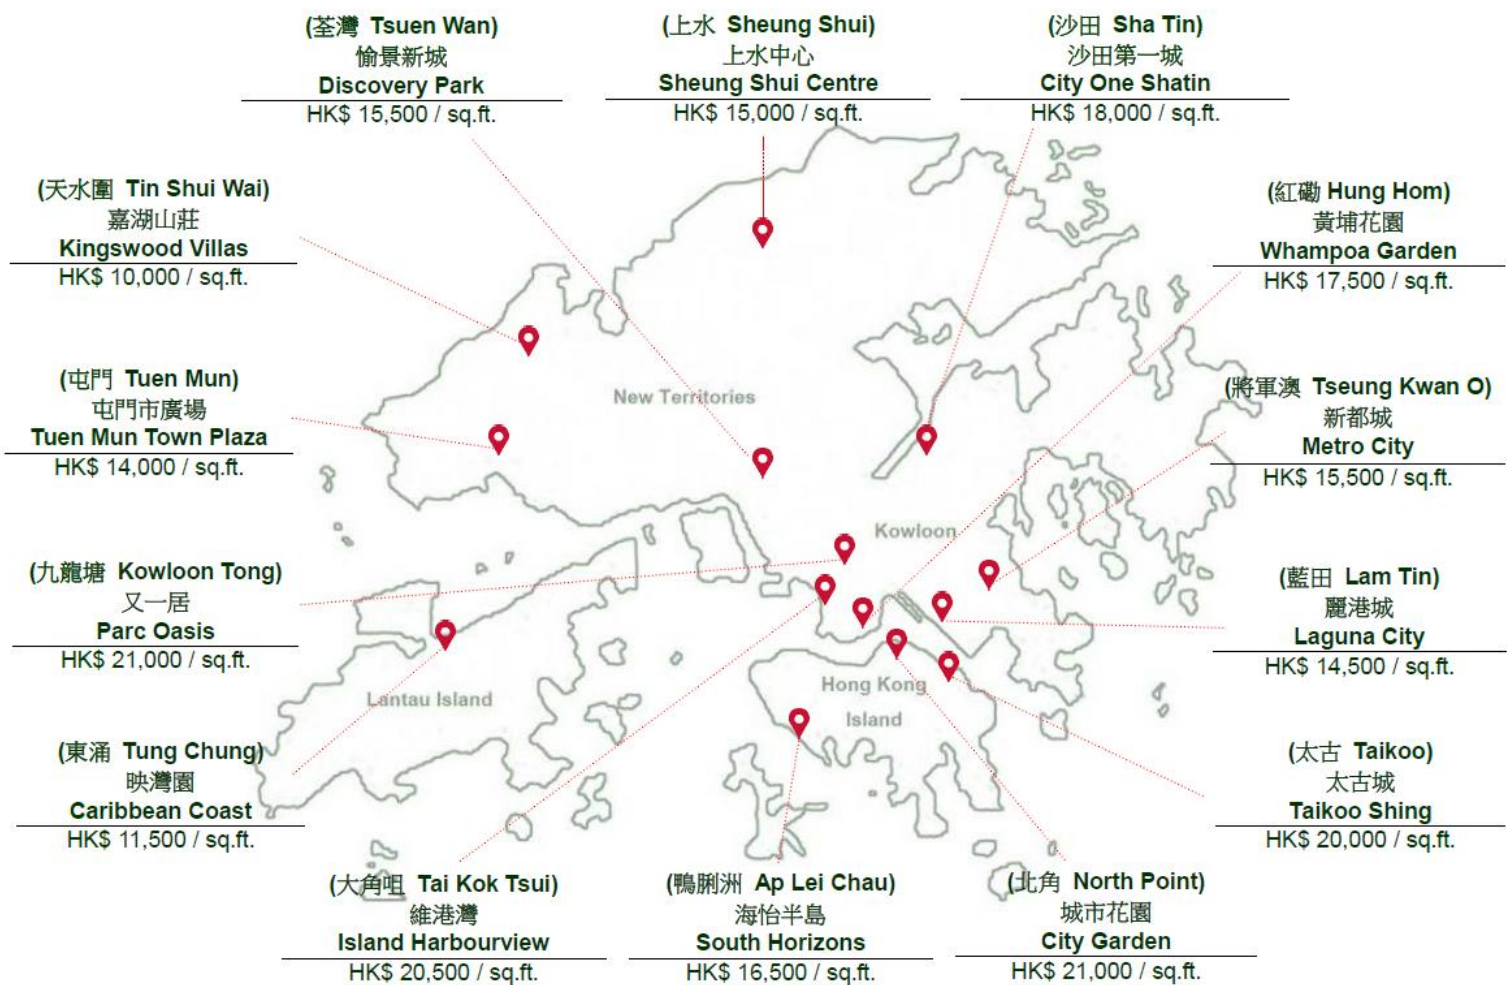 (荃灣 Tsuen Wan)
愉景新城
Discovery Park
HK$ 15,500 / sq.ft.
(上水 Sheung Shui)
上水中心
Sheung Shui Centre
HK$ 15,000 / sq.ft.
(沙田 Sha Tin)
沙田第一城
City One Shatin
HK$ 18,000 / sq.ft.
(天水圍 Tin Shui Wai)
嘉湖山莊
Kingswood Villas
HK$ 10,000 / sq.ft.
(紅磡 Hung Hom)
黃埔花園
Whampoa Garden
HK$ 17,500 / sq.ft.
(屯門 Tuen Mun)
屯門市廣場
Tuen Mun Town Plaza
HK$ 14,000 / sq.ft.
New Territories
(將軍澳 Tseung Kwan O)
新都城
Metro City
HK$ 15,500 / sq.ft.
Kowloon
(九龍塘 Kowloon Tong)
又一居
Parc Oasis
HK$ 21,000 / sq.ft.
(藍田 Lam Tin)
麗港城
Laguna City
HK$ 14,500 / sq.ft.
Lantau Island
Hong Kong
Island
(東涌 Tung Chung)
映灣園
Caribbean Coast
HK$ 11,500 / sq.ft.
(太古 Taikoo)
太古城
Taikoo Shing
HK$ 20,000 / sq.ft.
(大角咀 Tai Kok Tsui)
維港灣
Island Harbourview
HK$ 20,500 / sq.ft.
(鴨脷洲 Ap Lei Chau)
海怡半島
South Horizons
HK$ 16,500 / sq.ft.
(北角 North Point)
城市花園
City Garden
HK$ 21,000 / sq.ft.